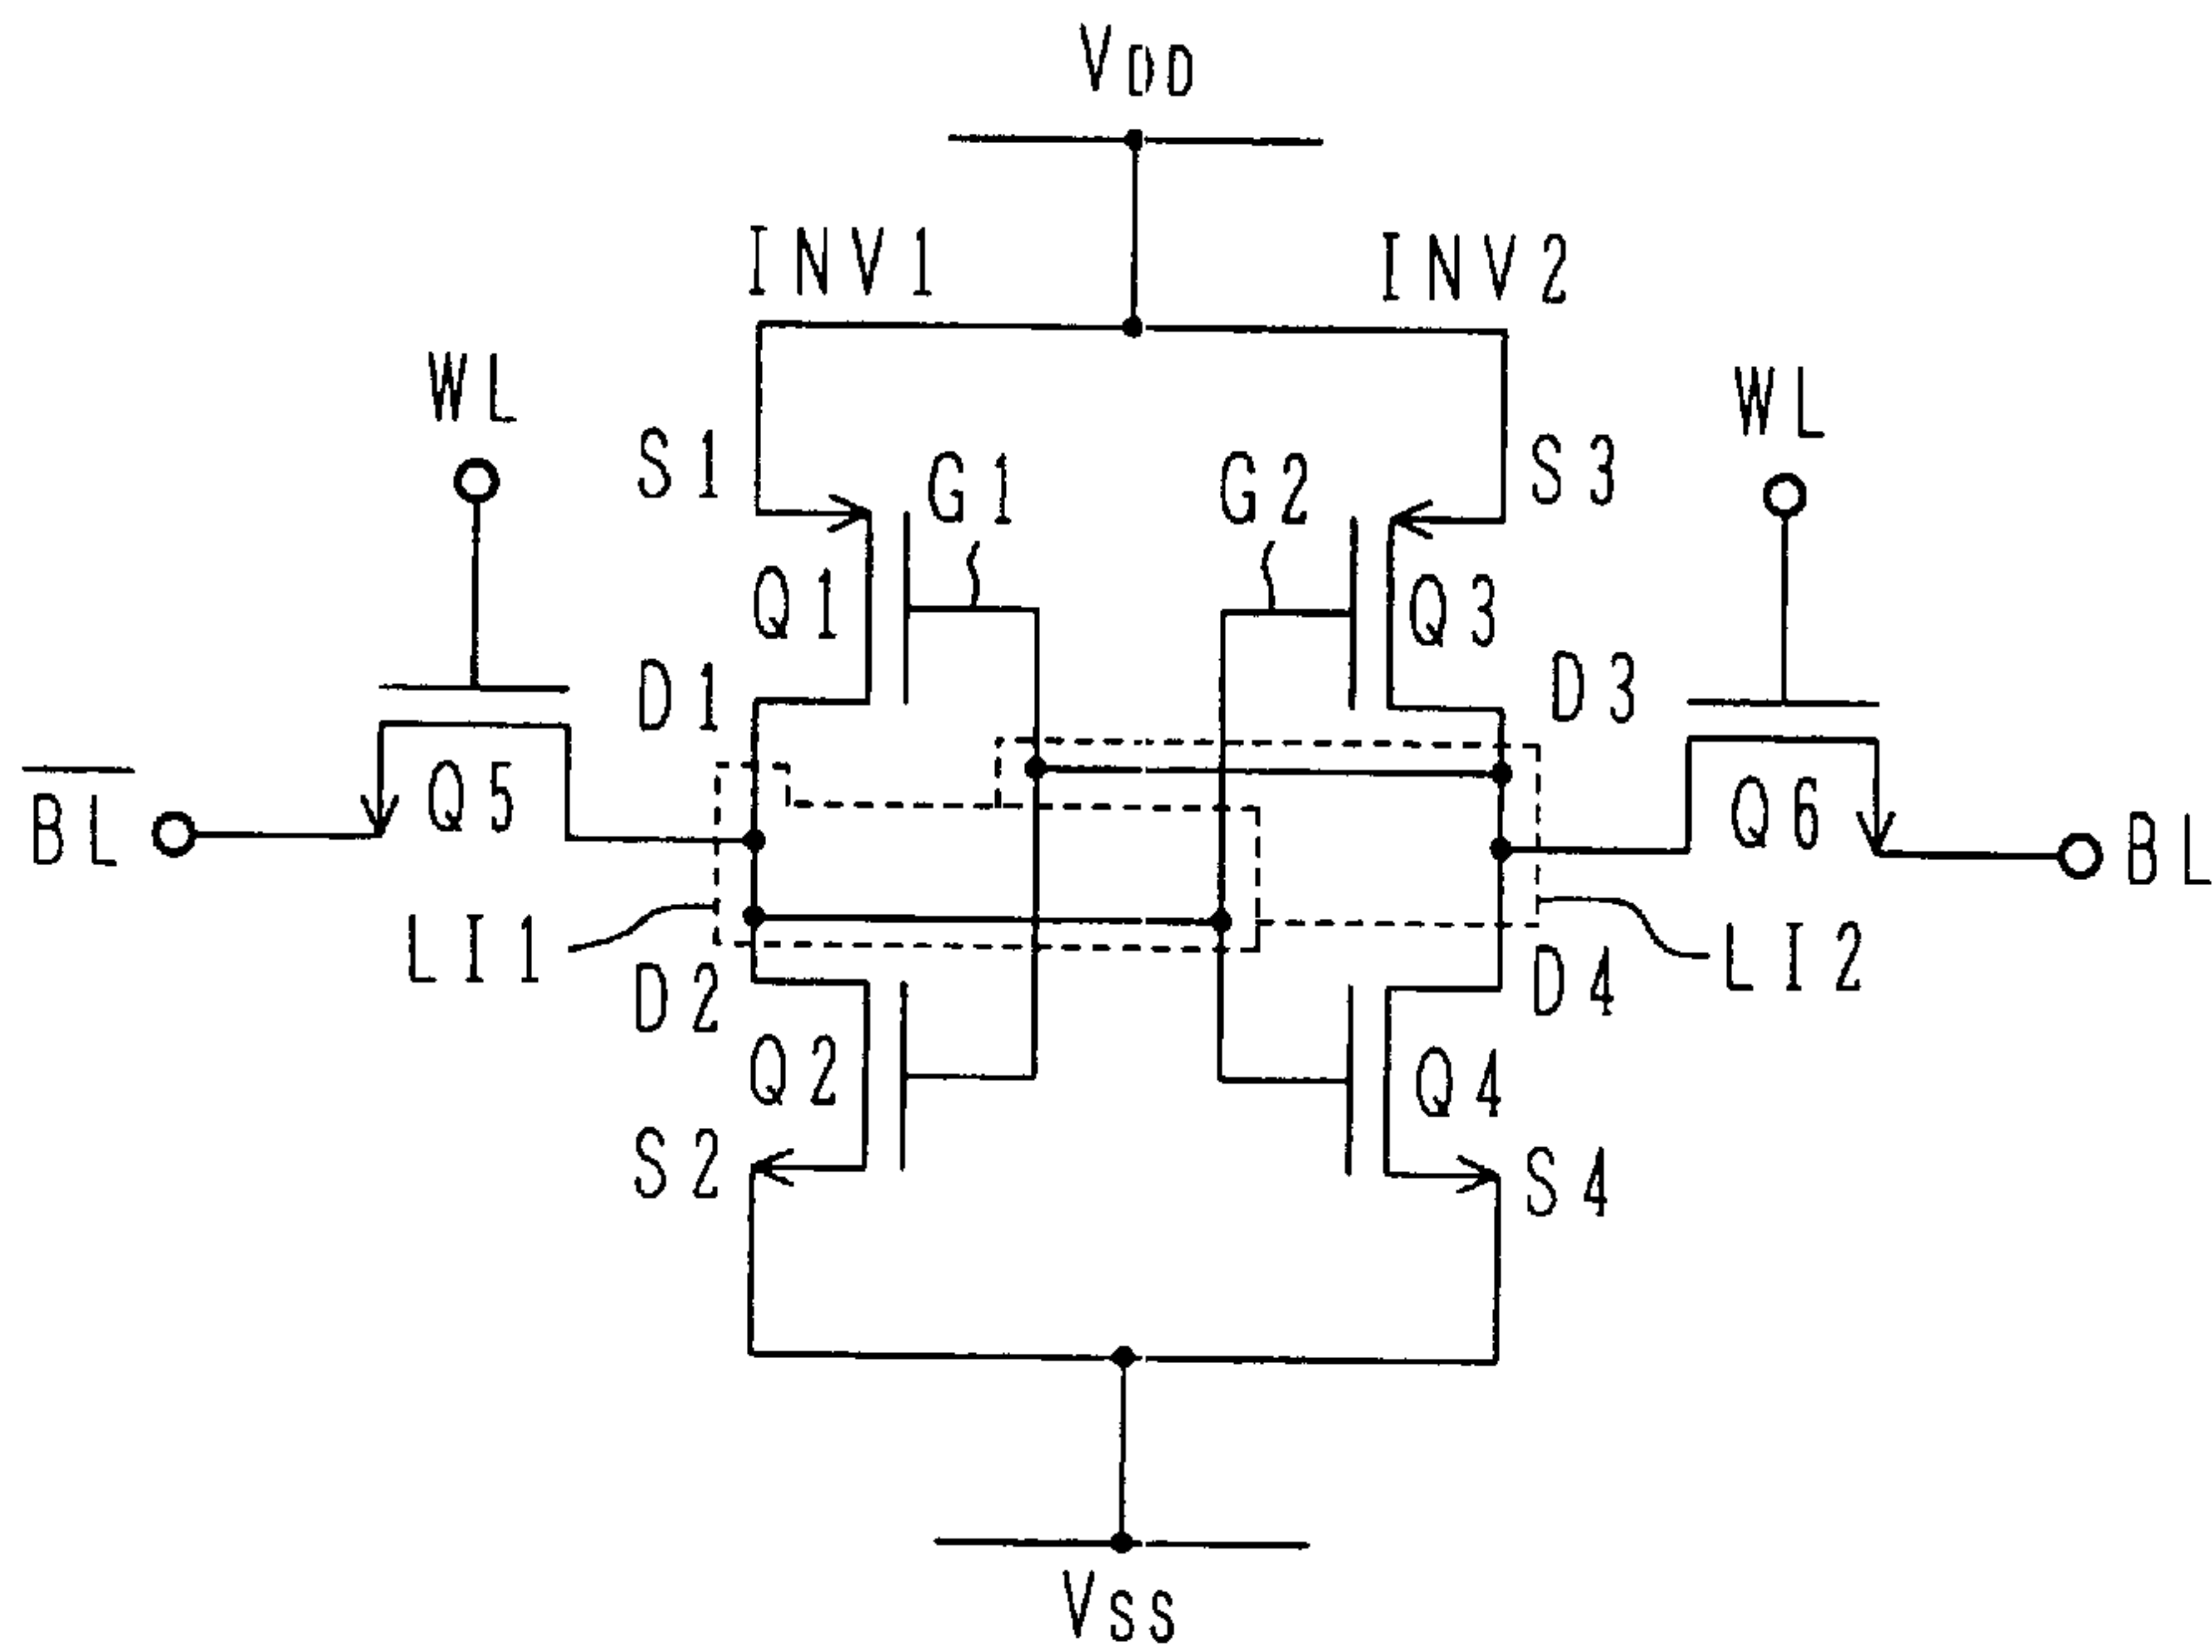 VDD
INV1
INV2
WL
WL
S1
G1
G2
S3
Q1
Q3
D1
D3
B̅L̅
Q5
Q6
BL
LI1
LI2
D2
D4
Q2
Q4
S2
S4
VSS